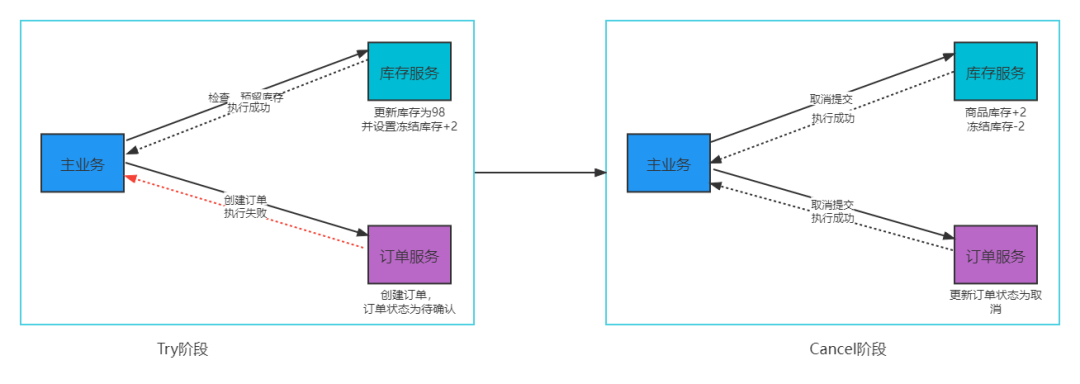 库存服务
检查、预留库存
执行成功
更新库存为98
并设置冻结库存+2
主业务
创建订单
执行失败
订单服务
创建订单，
订单状态为待确认
Try阶段
库存服务
取消提交
执行成功
商品库存+2
冻结库存-2
主业务
取消提交
执行成功
订单服务
更新订单状态为取
消
Cancel阶段